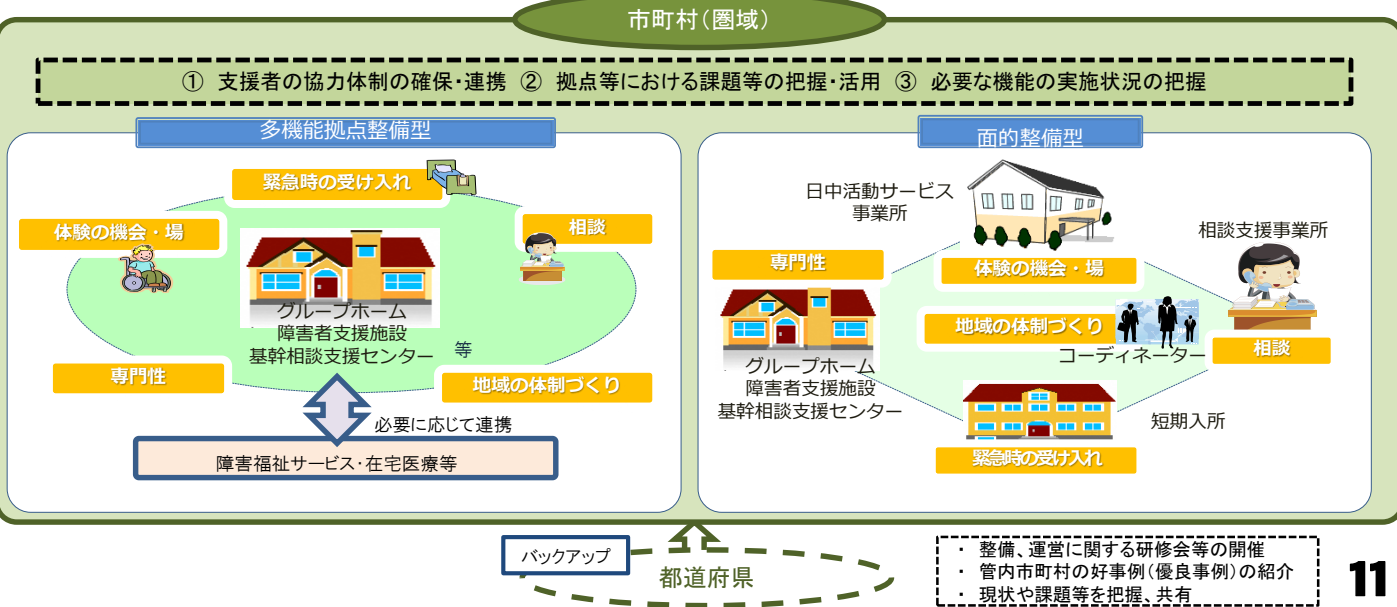 市町村(圏域)
① 支援者の協力体制の確保・連携 ② 拠点等における課題等の把握・活用 ③ 必要な機能の実施状況の把握
多機能拠点整備型
緊急時の受け入れ
体験の機会・場
相談
グループホーム
障害者支援施設
基幹相談支援センター 等
専門性
地域の体制づくり
必要に応じて連携
障害福祉サービス・在宅医療等
面的整備型
日中活動サービス
事業所
相談支援事業所
専門性
体験の機会・場
地域の体制づくり
コーディネーター
相談
グループホーム
障害者支援施設
基幹相談支援センター
短期入所
緊急時の受け入れ
バックアップ
都道府県
・ 整備、運営に関する研修会等の開催
・ 管内市町村の好事例(優良事例)の紹介
・ 現状や課題等を把握、共有
11